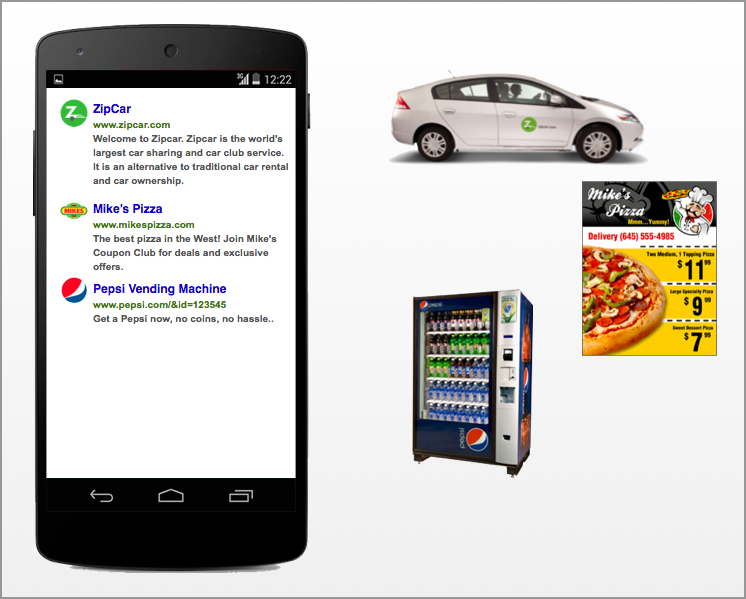 3G 12:22
ZipCar
www.zipcar.com
Welcome to Zipcar. Zipcar is the world's
largest car sharing and car club service.
It is an alternative to traditional car rental
and car ownership.
MIKES
Mike's Pizza
www.mikespizza.com
The best pizza in the West! Join Mike's
Coupon Club for deals and exclusive
offers.
Pepsi Vending Machine
www.pepsi.com/&id=123545
Get a Pepsi now, no coins, no hassle..
zipcar.com
Mike's
Pizza
Mmm...Yummy!
Delivery (645) 555-4985
Two Medium, 1 Topping Pizza
$11.99
Large Specialty Pizza
$9.99
Sweet Dessert Pizza
$7.99
pepsi
pepsi